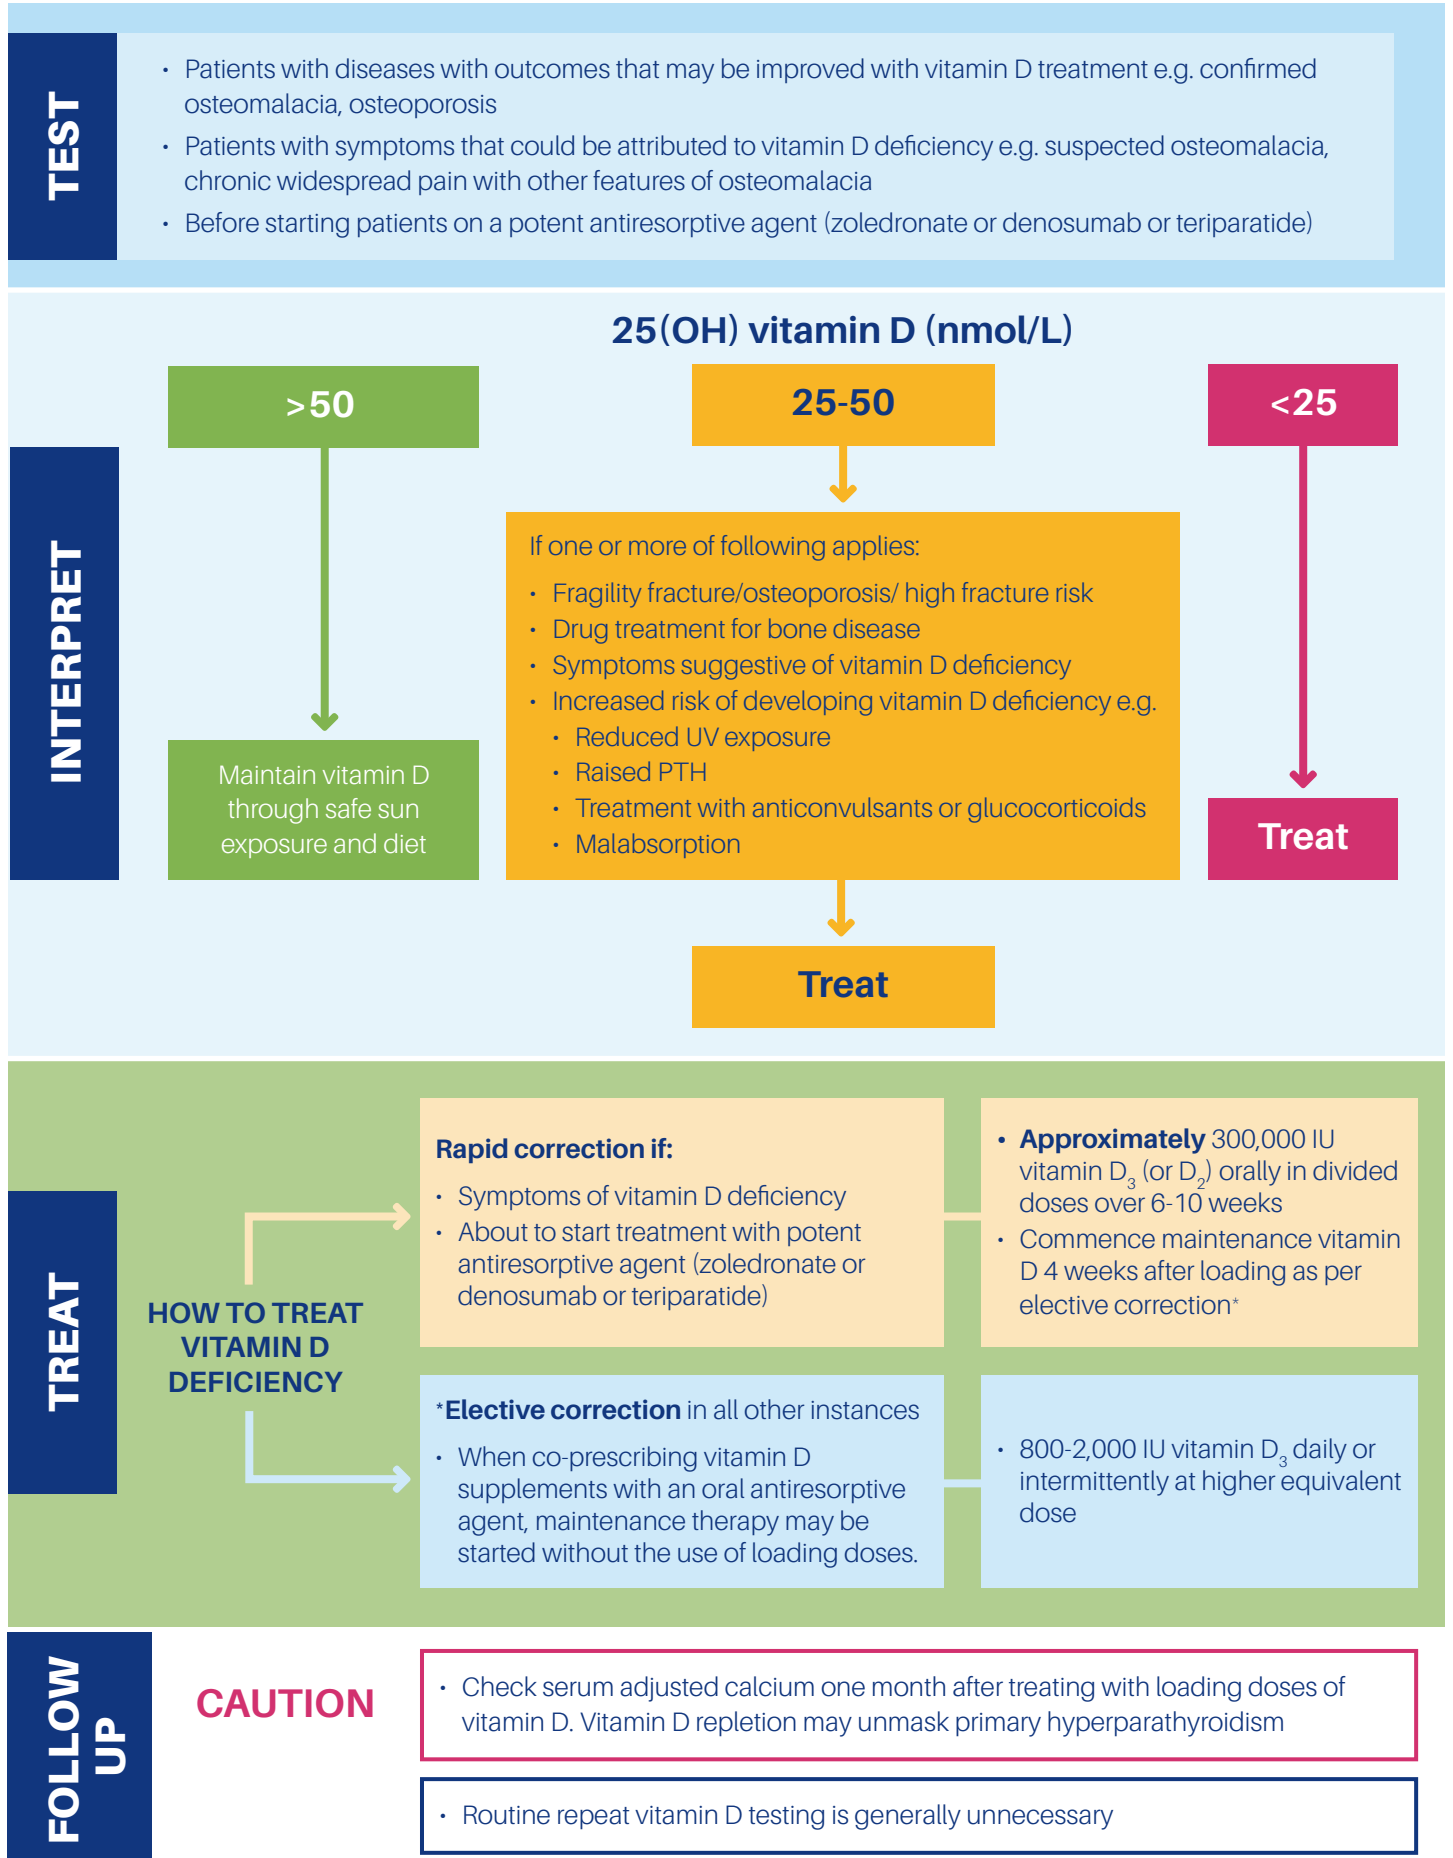 TEST
• Patients with diseases with outcomes that may be improved with vitamin D treatment e.g. confirmed
osteomalacia, osteoporosis
• Patients with symptoms that could be attributed to vitamin D deficiency e.g. suspected osteomalacia,
chronic widespread pain with other features of osteomalacia
• Before starting patients on a potent antiresorptive agent (zoledronate or denosumab or teriparatide)
INTERPRET
25(OH) vitamin D (nmol/L)
>50
Maintain vitamin D
through safe sun
exposure and diet
25-50
If one or more of following applies:
• Fragility fracture/osteoporosis/ high fracture risk
• Drug treatment for bone disease
• Symptoms suggestive of vitamin D deficiency
• Increased risk of developing vitamin D deficiency e.g.
• Reduced UV exposure
• Raised PTH
• Treatment with anticonvulsants or glucocorticoids
• Malabsorption
Treat
<25
Treat
TREAT
HOW TO TREAT
VITAMIN D
DEFICIENCY
Rapid correction if:
• Symptoms of vitamin D deficiency
• About to start treatment with potent
antiresorptive agent (zoledronate or
denosumab or teriparatide)
• Approximately 300,000 IU
vitamin D₃ (or D₂) orally in divided
doses over 6-10 weeks
• Commence maintenance vitamin
D 4 weeks after loading as per
elective correction*
*Elective correction in all other instances
• When co-prescribing vitamin D
supplements with an oral antiresorptive
agent, maintenance therapy may be
started without the use of loading doses.
• 800-2,000 IU vitamin D₃ daily or
intermittently at higher equivalent
dose
FOLLOW
UP
CAUTION
• Check serum adjusted calcium one month after treating with loading doses of
vitamin D. Vitamin D repletion may unmask primary hyperparathyroidism
• Routine repeat vitamin D testing is generally unnecessary